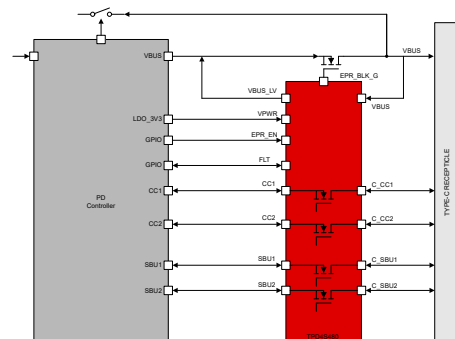 VBUS
VBUS
EPR_BLK_G
VBUS_LV
VBUS
LDO_3V3
VPWR
GPIO
EPR_EN
GPIO
FLT
PD
Controller
CC1
CC1
C_CC1
CC2
CC2
C_CC2
SBU1
SBU1
C_SBU1
SBU2
SBU2
C_SBU2
TYPE-C RECEPTICLE